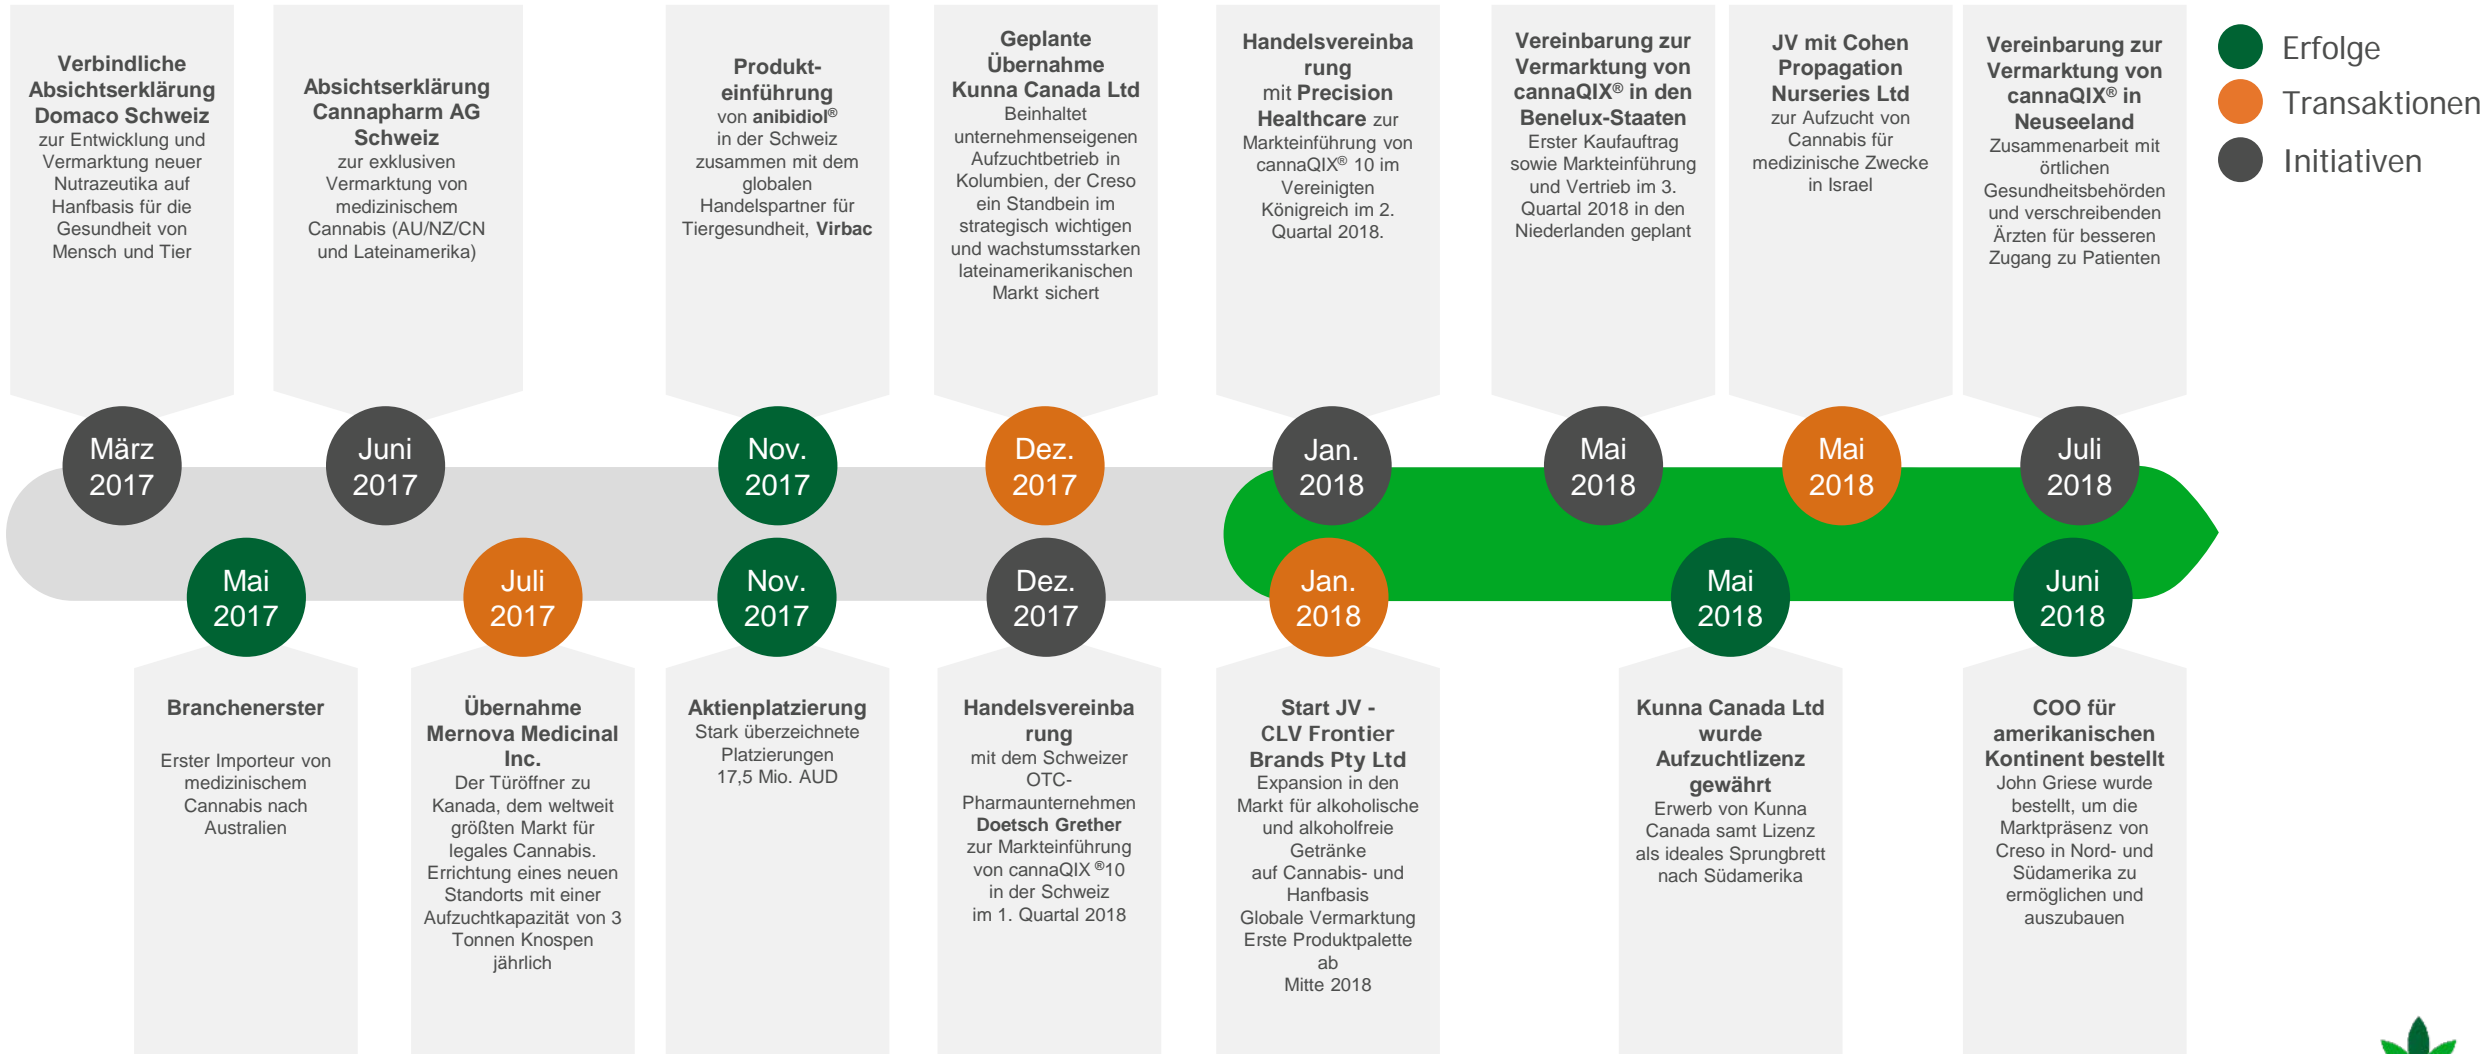 Verbindliche
Absichtserklärung
Domaco Schweiz
zur Entwicklung und
Vermarktung neuer
Nutrazeutika auf
Hanfbasis für die
Gesundheit von
Mensch und Tier
Absichtserklärung
Cannapharm AG
Schweiz
zur exklusiven
Vermarktung von
medizinischem
Cannabis (AU/NZ/CN
und Lateinamerika)
Produkt-
einführung
von anibidiol®
in der Schweiz
zusammen mit dem
globalen
Handelspartner für
Tiergesundheit, Virbac
Geplante
Übernahme
Kunna Canada Ltd
Beinhaltet
unternehmenseigenen
Aufzuchtbetrieb in
Kolumbien, der Creso
ein Standbein im
strategisch wichtigen
und wachstumsstarken
lateinamerikanischen
Markt sichert
Handelsvereinba
rung
mit Precision
Healthcare zur
Markteinführung von
cannaQIX® 10 im
Vereinigten
Königreich im 2.
Quartal 2018.
Vereinbarung zur
Vermarktung von
cannaQIX® in den
Benelux-Staaten
Erster Kaufauftrag
sowie Markteinführung
und Vertrieb im 3.
Quartal 2018 in den
Niederlanden geplant
JV mit Cohen
Propagation
Nurseries Ltd
zur Aufzucht von
Cannabis für
medizinische Zwecke
in Israel
Vereinbarung zur
Vermarktung von
cannaQIX® in
Neuseeland
Zusammenarbeit mit
örtlichen
Gesundheitsbehörden
und verschreibenden
Ärzten für besseren
Zugang zu Patienten
Erfolge
Transaktionen
Initiativen
März
2017
Juni
2017
Nov.
2017
Dez.
2017
Jan.
2018
Mai
2018
Mai
2018
Juli
2018
Mai
2017
Juli
2017
Nov.
2017
Dez.
2017
Jan.
2018
Mai
2018
Juni
2018
Branchenerster
Erster Importeur von
medizinischem
Cannabis nach
Australien
Übernahme
Mernova Medicinal
Inc.
Der Türöffner zu
Kanada, dem weltweit
größten Markt für
legales Cannabis.
Errichtung eines neuen
Standorts mit einer
Aufzuchtkapazität von 3
Tonnen Knospen
jährlich
Aktienplatzierung
Stark überzeichnete
Platzierungen
17,5 Mio. AUD
Handelsvereinba
rung
mit dem Schweizer
OTC-
Pharmaunternehmen
Doetsch Grether
zur Markteinführung
von cannaQIX ®10
in der Schweiz
im 1. Quartal 2018
Start JV -
CLV Frontier
Brands Pty Ltd
Expansion in den
Markt für alkoholische
und alkoholfreie
Getränke
auf Cannabis- und
Hanfbasis
Globale Vermarktung
Erste Produktpalette
ab
Mitte 2018
Kunna Canada Ltd
wurde
Aufzuchtlizenz
gewährt
Erwerb von Kunna
Canada samt Lizenz
als ideales Sprungbrett
nach Südamerika
COO für
amerikanischen
Kontinent bestellt
John Griese wurde
bestellt, um die
Marktpräsenz von
Creso in Nord- und
Südamerika zu
ermöglichen und
auszubauen